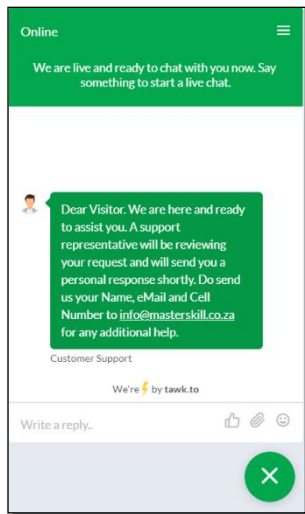 Online
We are live and ready to chat with you now. Say
something to start a live chat.
Dear Visitor. We are here and ready
to assist you. A support
representative will be reviewing
your request and will send you a
personal response shortly. Do send
us your Name, eMail and Cell
Number to info@masterskill.co.za
for any additional help.
Customer Support
We're ⚡ by tawk.to
Write a reply..